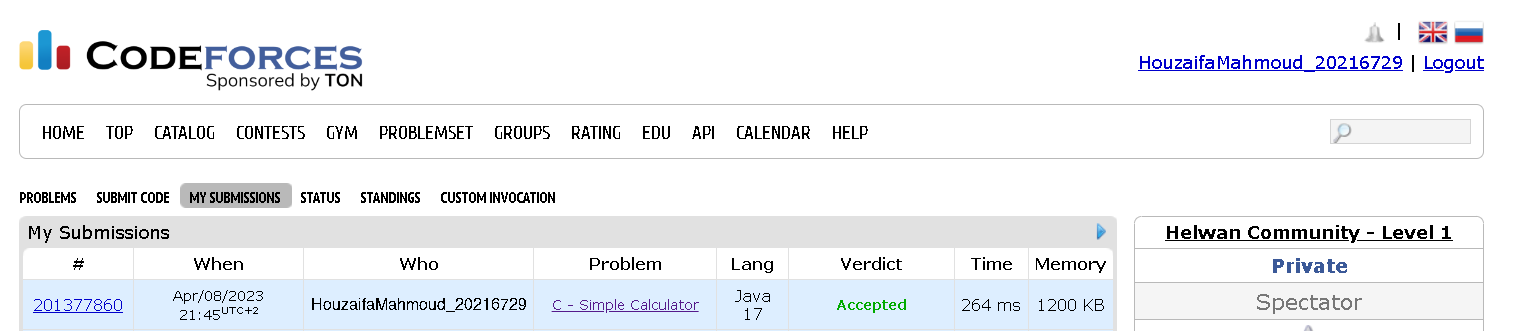 CODEFORCES
Sponsored by TON
|
HouzaifaMahmoud_20216729 | Logout
HOME TOP CATALOG CONTESTS GYM PROBLEMSET GROUPS RATING EDU API CALENDAR HELP
PROBLEMS SUBMIT CODE MY SUBMISSIONS STATUS STANDINGS CUSTOM INVOCATION
My Submissions
# When Who Problem Lang Verdict Time Memory
201377860 Apr/08/2023 21:45UTC+2 HouzaifaMahmoud_20216729 C - Simple Calculator Java 17 Accepted 264 ms 1200 KB
Helwan Community - Level 1
Private
Spectator